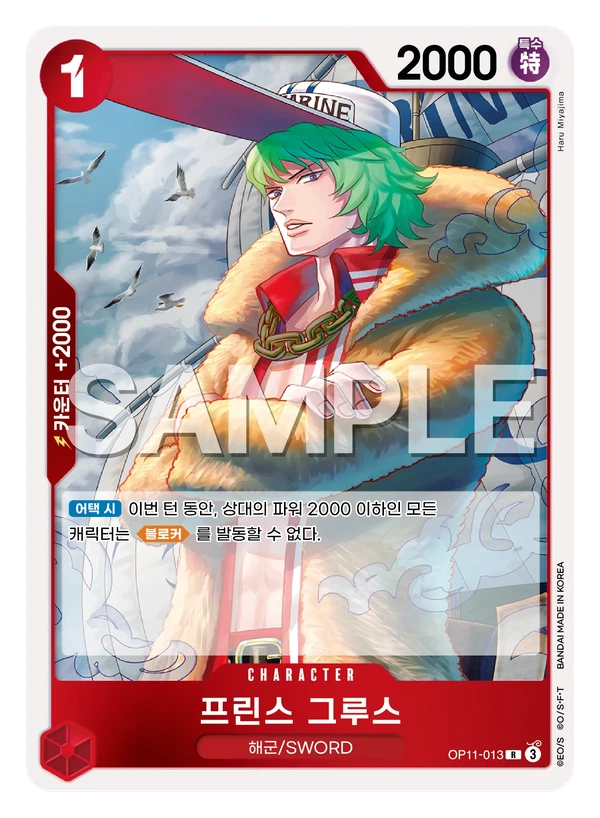 1
2000
특수
特
MARINE
Haru Miyajima
카운터 +2000
SAMPLE
어택 시 이번 턴 동안, 상대의 파워 2000 이하인 모든
캐릭터는 블로커 를 발동할 수 없다.
BANDAI MADE IN KOREA
©EO/S ©O/S·F·T
CHARACTER
프린스 그루스
해군/SWORD
OP11-013 R 3